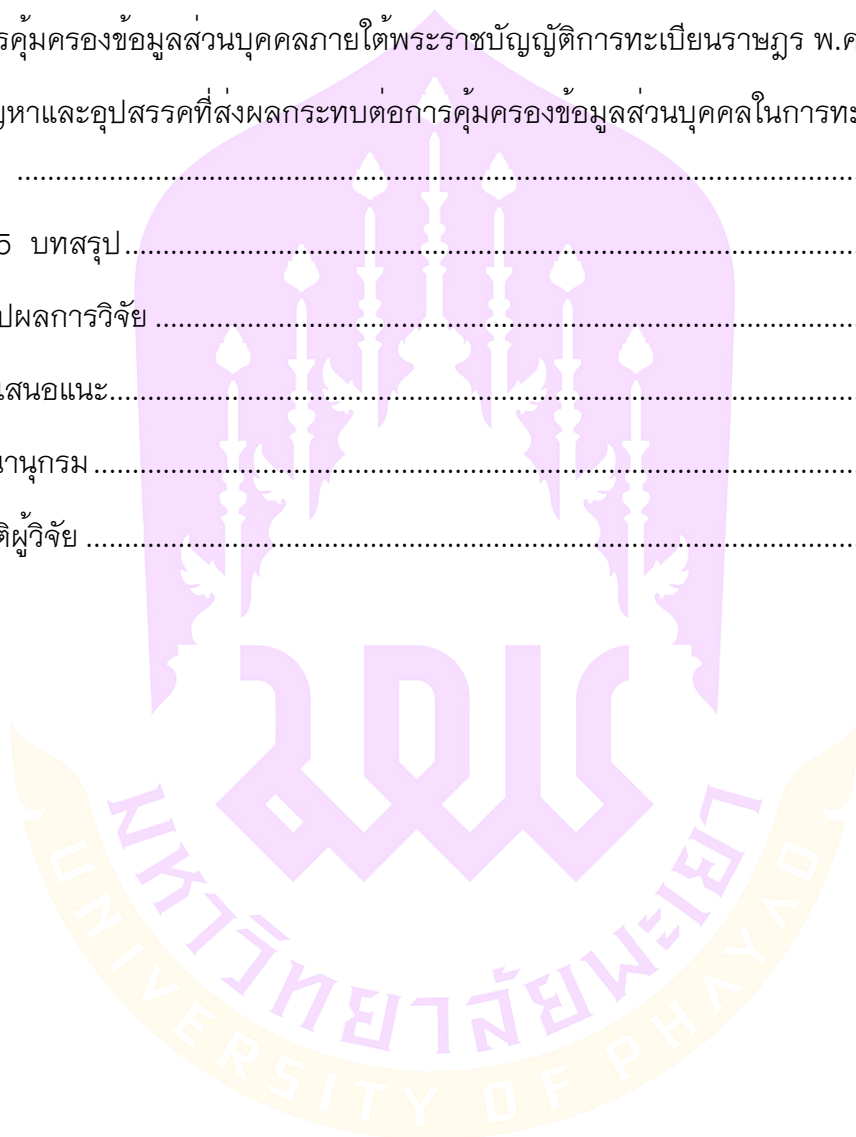 รคุ้มครองข้อมูลส่วนบุคคลภายใต้พระราชบัญญัติการทะเบียนราษฎร พ.ศ
หาและอุปสรรคที่ส่งผลกระทบต่อการคุ้มครองข้อมูลส่วนบุคคลในการทะ
................................................................................................
5 บทสรุป................................................................................
ปผลการวิจัย............................................................................
เสนอแนะ.................................................................................
านุกรม...................................................................................
ติผู้วิจัย....................................................................................
มหาวิทยาลัยพะเยา
UNIVERSITY OF PHAYAO